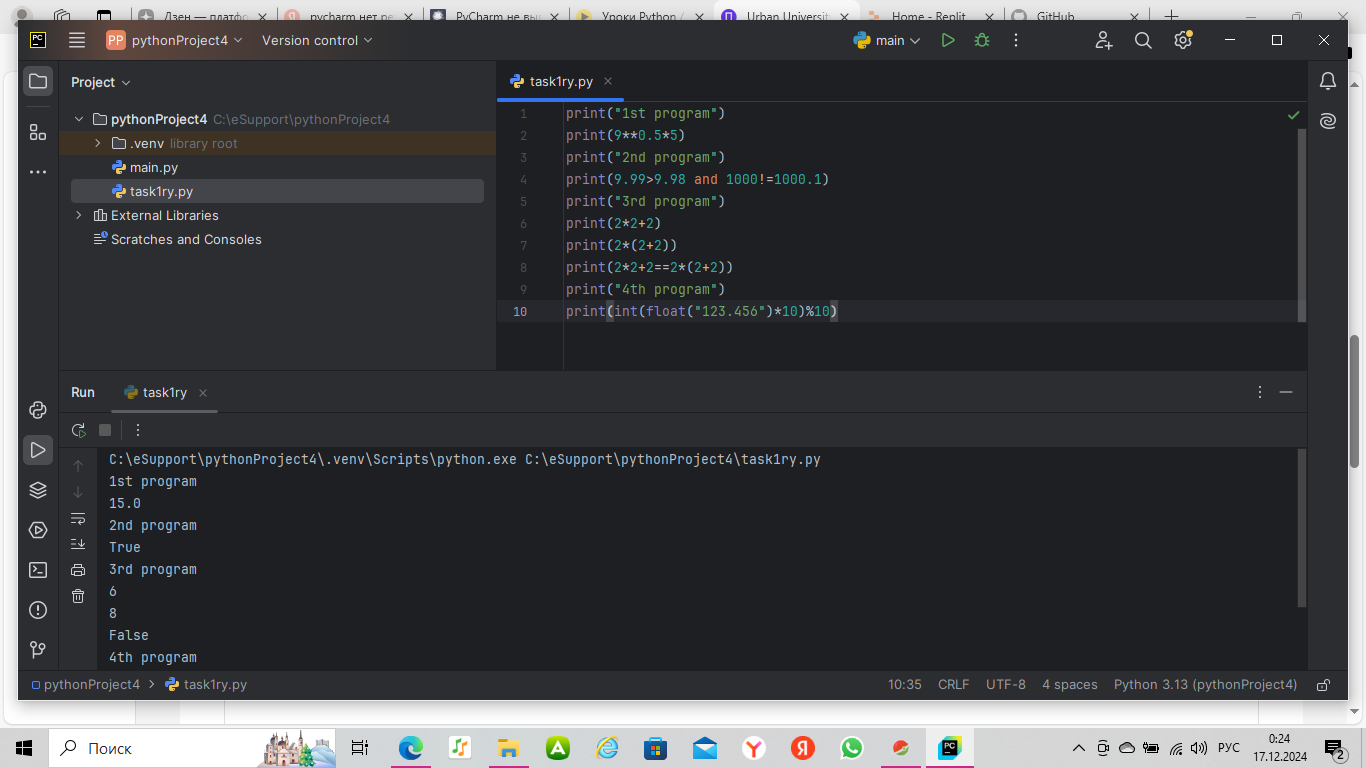 Дзен — платфо
pycharm нет ре
PyCharm не вы
Уроки Python /
Urban Universit
Home - Replit
GitHub
PC
PP pythonProject4 Version control main
Project
task1ry.py
pythonProject4 C:\eSupport\pythonProject4
.venv library root
main.py
task1ry.py
External Libraries
Scratches and Consoles
1 print("1st program")
2 print(9**0.5*5)
3 print("2nd program")
4 print(9.99>9.98 and 1000!=1000.1)
5 print("3rd program")
6 print(2*2+2)
7 print(2*(2+2))
8 print(2*2+2==2*(2+2))
9 print("4th program")
10 print(int(float("123.456")*10)%10)
Run task1ry
C:\eSupport\pythonProject4\.venv\Scripts\python.exe C:\eSupport\pythonProject4\task1ry.py
1st program
15.0
2nd program
True
3rd program
6
8
False
4th program
pythonProject4 > task1ry.py 10:35 CRLF UTF-8 4 spaces Python 3.13 (pythonProject4)
Поиск
РУС
0:24
17.12.2024
2